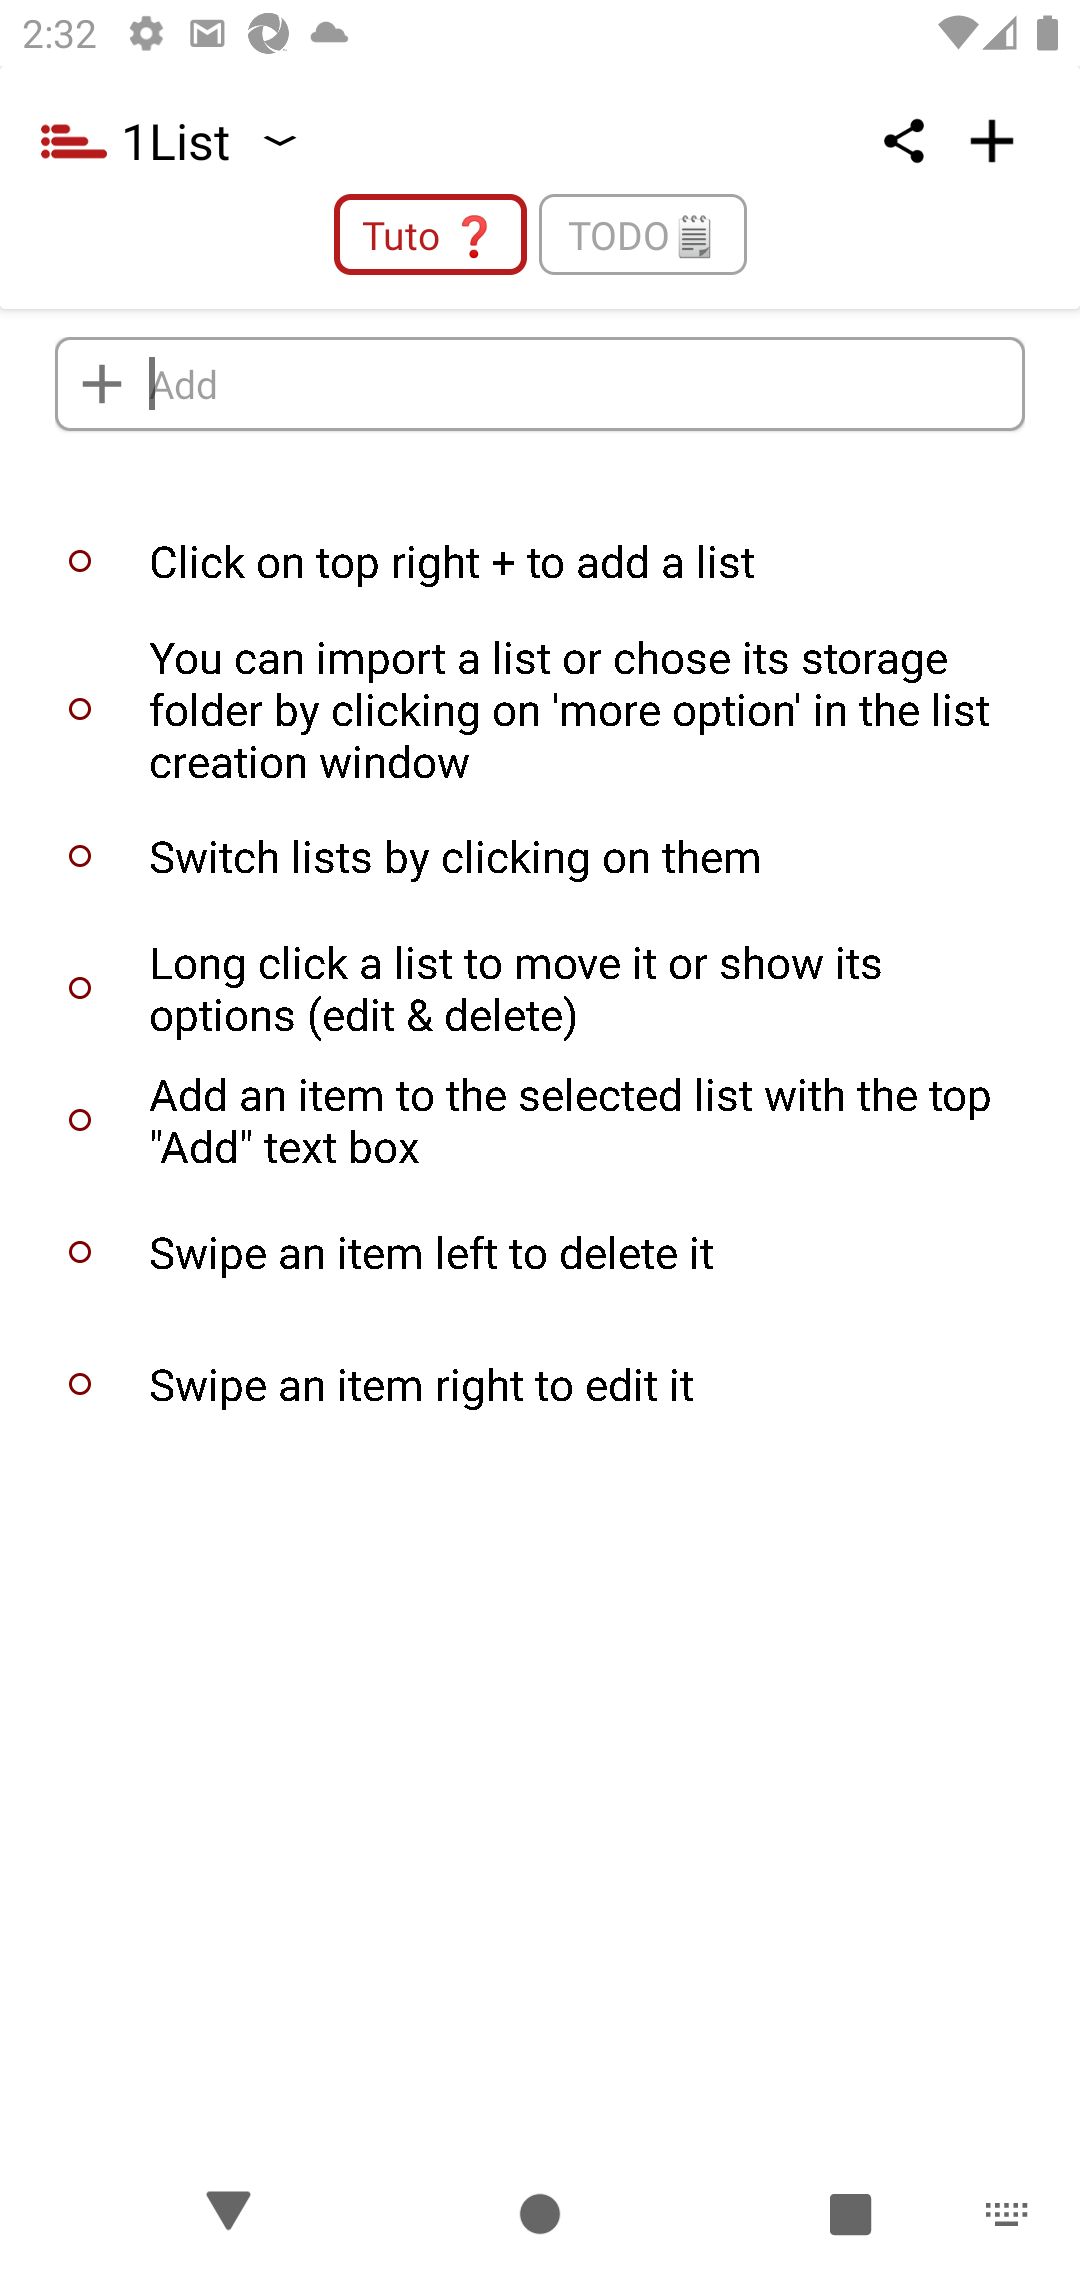 2:32
1List
Tuto ❓
TODO🗒
Add
Click on top right + to add a list
You can import a list or chose its storage
folder by clicking on 'more option' in the list
creation window
Switch lists by clicking on them
Long click a list to move it or show its
options (edit & delete)
Add an item to the selected list with the top
"Add" text box
Swipe an item left to delete it
Swipe an item right to edit it